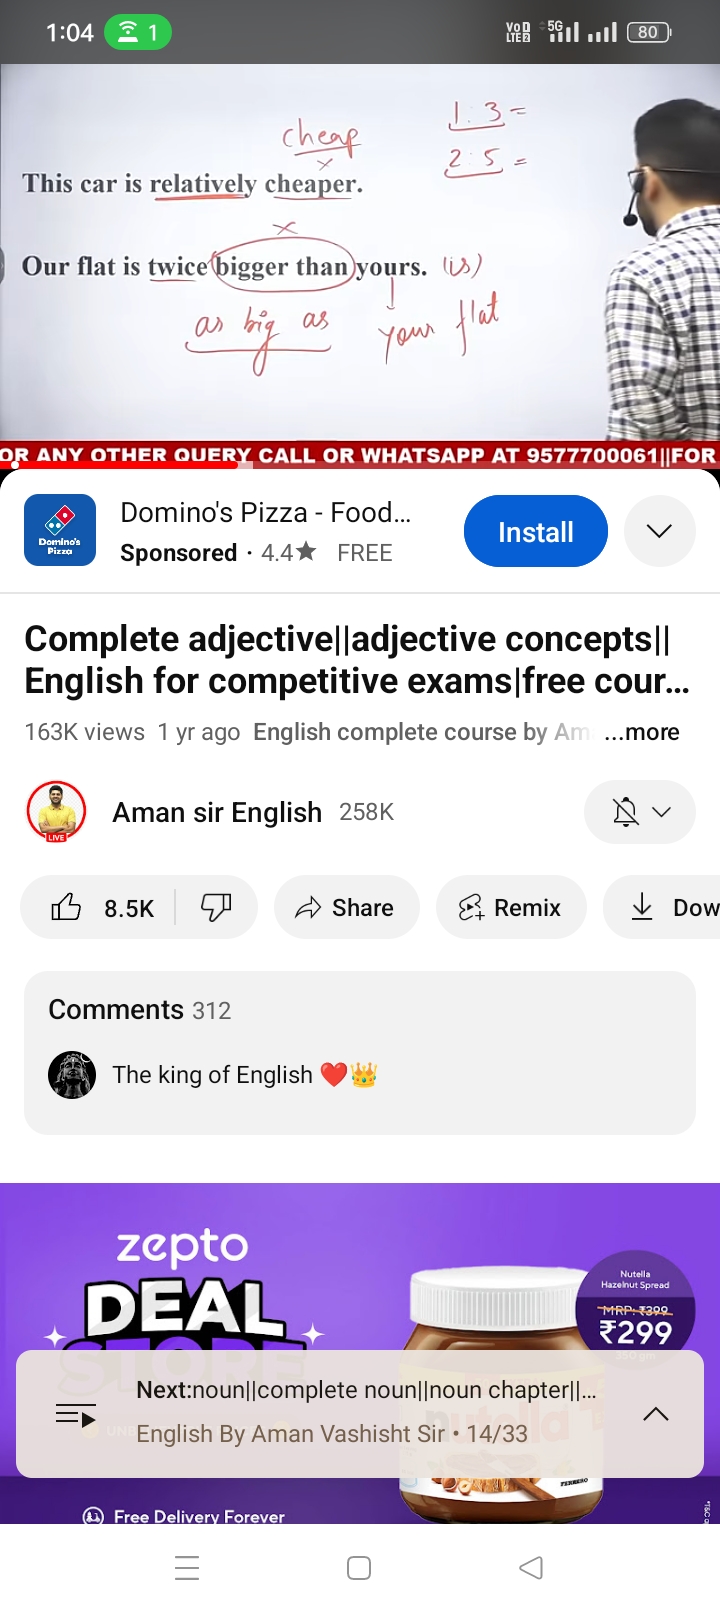 1:04
1
Vo D
LTE 2
5G
80
cheap
1:3=
2:5=
This car is relatively cheaper.
Our flat is twice bigger than yours. (is)
as big as your flat
OR ANY OTHER QUERY CALL OR WHATSAPP AT 9577700061||FOR
Domino's Pizza
Domino's Pizza - Food...
Sponsored · 4.4★ FREE
Install
Complete adjective||adjective concepts||
English for competitive exams|free cour...
163K views 1 yr ago English complete course by Am ...more
LIVE
Aman sir English 258K
8.5K
Share
Remix
Dow
Comments 312
The king of English ❤️👑
zepto
DEAL
STORE
Nutella
Hazelnut Spread
MRP: ₹399
₹299
nutella
Next:noun||complete noun||noun chapter||...
English By Aman Vashisht Sir • 14/33
FERRERO
Free Delivery Forever